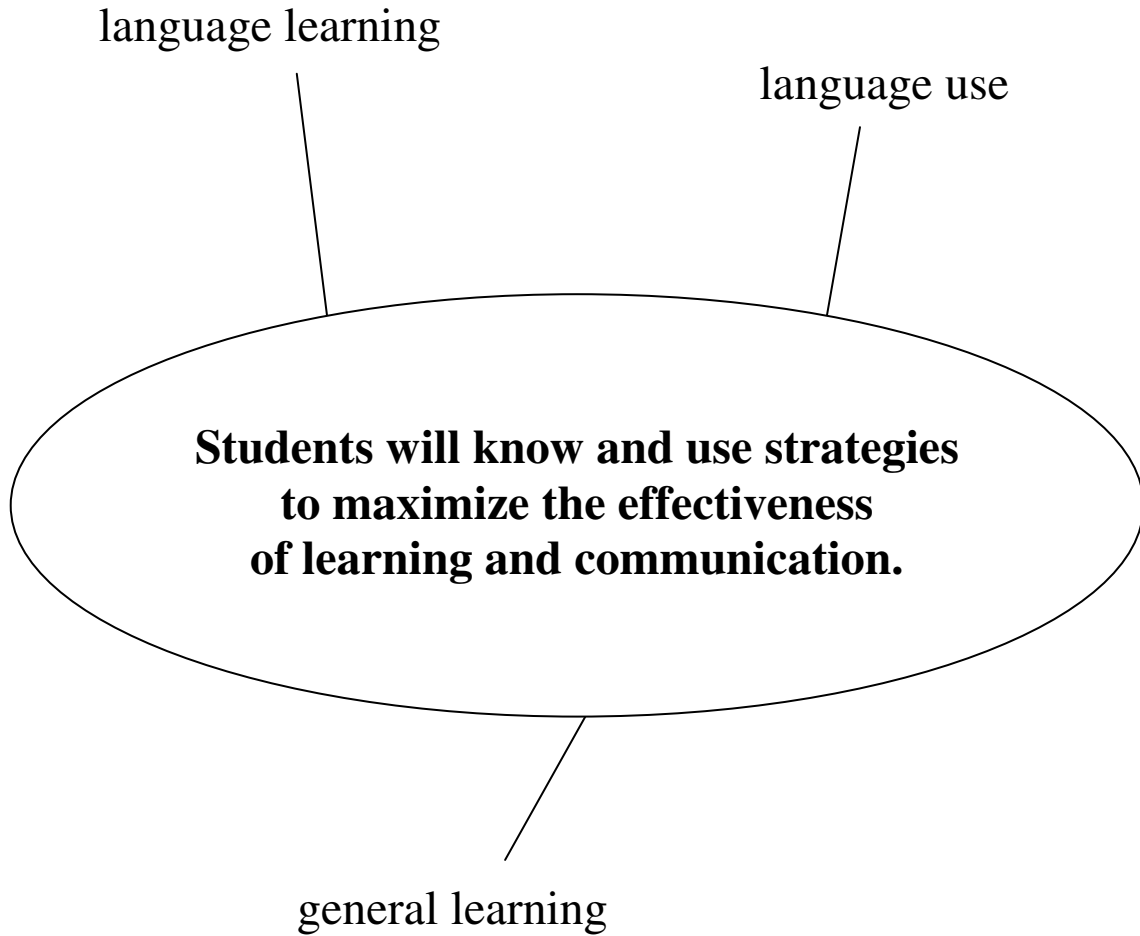 language learning
language use
Students will know and use strategies
to maximize the effectiveness
of learning and communication.
general learning